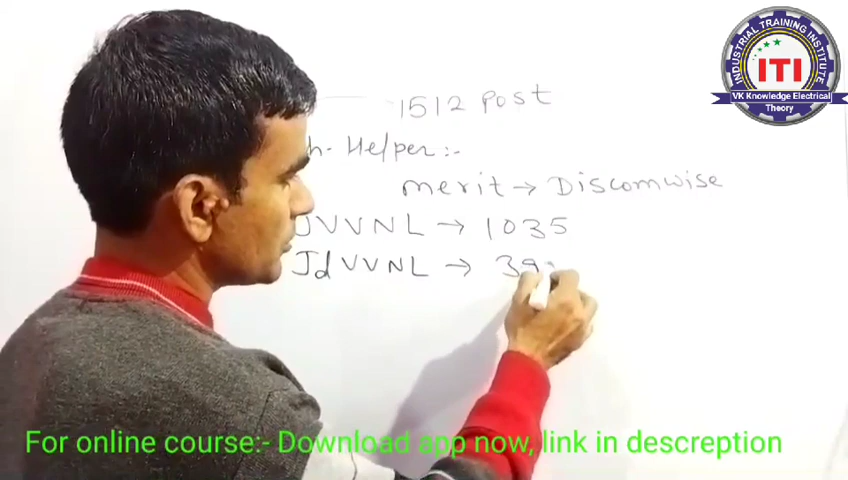 INDUSTRIAL TRAINING INSTITUTE
ITI
VK Knowledge Electrical
Theory
1512 Post
Helper :-
merit → Discomwise
JVVNL → 1035
JdVVNL →
For online course:- Download app now, link in descreption